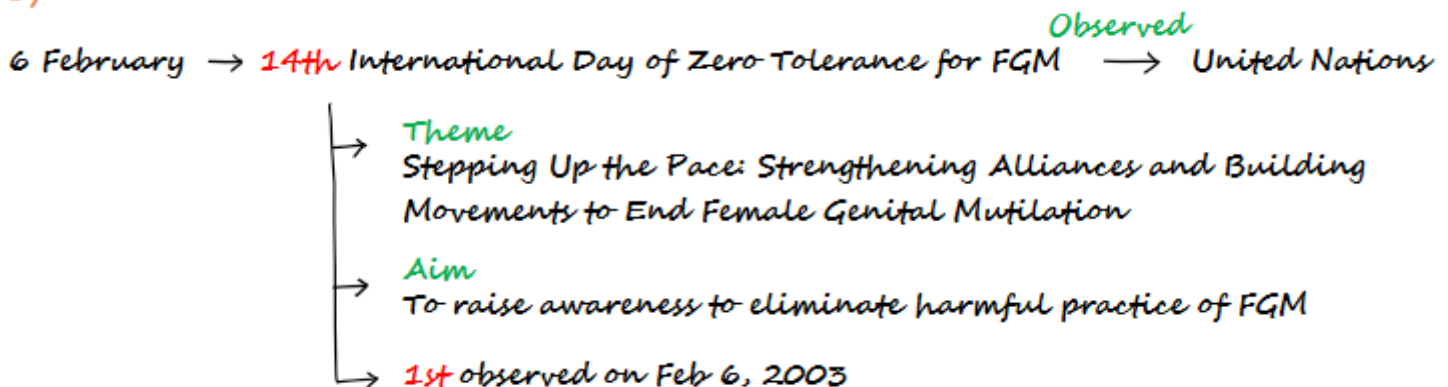 Observed
6 February → 14th International Day of Zero Tolerance for FGM → United Nations
Theme
Stepping Up the Pace: Strengthening Alliances and Building
Movements to End Female Genital Mutilation
Aim
To raise awareness to eliminate harmful practice of FGM
1st observed on Feb 6, 2003